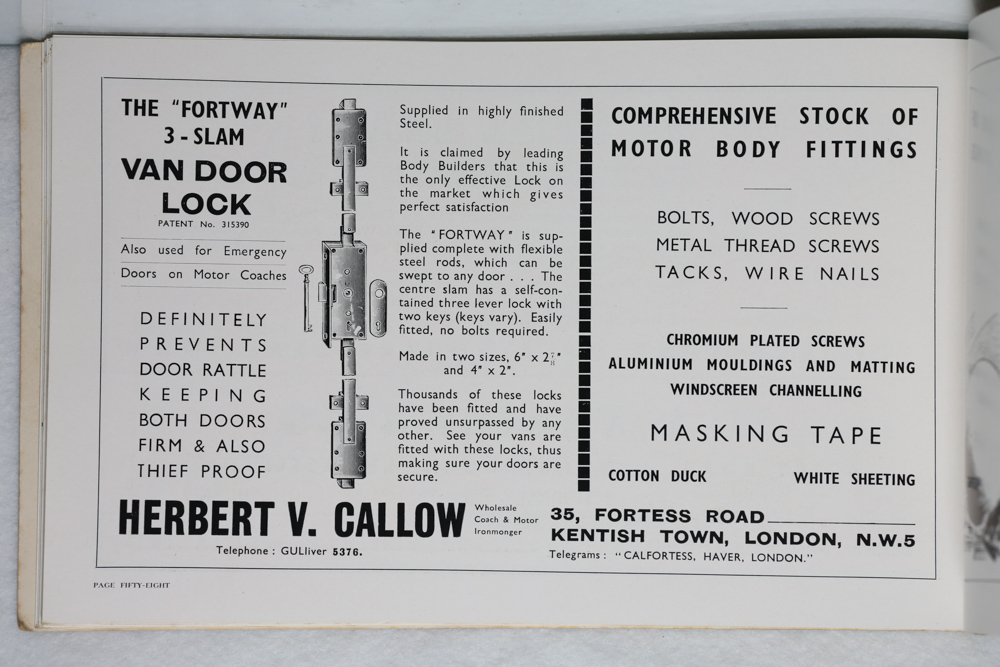 THE "FORTWAY"
3 - SLAM
VAN DOOR
LOCK
PATENT No. 315390
Also used for Emergency
Doors on Motor Coaches
DEFINITELY
PREVENTS
DOOR RATTLE
KEEPING
BOTH DOORS
FIRM & ALSO
THIEF PROOF
Supplied in highly finished
Steel.
It is claimed by leading
Body Builders that this is
the only effective Lock on
the market which gives
perfect satisfaction
The "FORTWAY" is sup-
plied complete with flexible
steel rods, which can be
swept to any door . . . The
centre slam has a self-con-
tained three lever lock with
two keys (keys vary). Easily
fitted, no bolts required.
Made in two sizes, 6" x 2
and 4" x 2".
Thousands of these locks
have been fitted and have
proved unsurpassed by any
other. See your vans are
fitted with these locks, thus
making sure your doors are
secure.
COMPREHENSIVE STOCK OF
MOTOR BODY FITTINGS
BOLTS, WOOD SCREWS
METAL THREAD SCREWS
TACKS, WIRE NAILS
CHROMIUM PLATED SCREWS
ALUMINIUM MOULDINGS AND MATTING
WINDSCREEN CHANNELLING
MASKING TAPE
COTTON DUCK WHITE SHEETING
HERBERT V. CALLOW
Wholesale
Coach & Motor
Ironmonger
Telephone : GULliver 5376.
35, FORTESS ROAD
KENTISH TOWN, LONDON, N.W.5
Telegrams : "CALFORTESS, HAVER, LONDON."
PAGE FIFTY-EIGHT